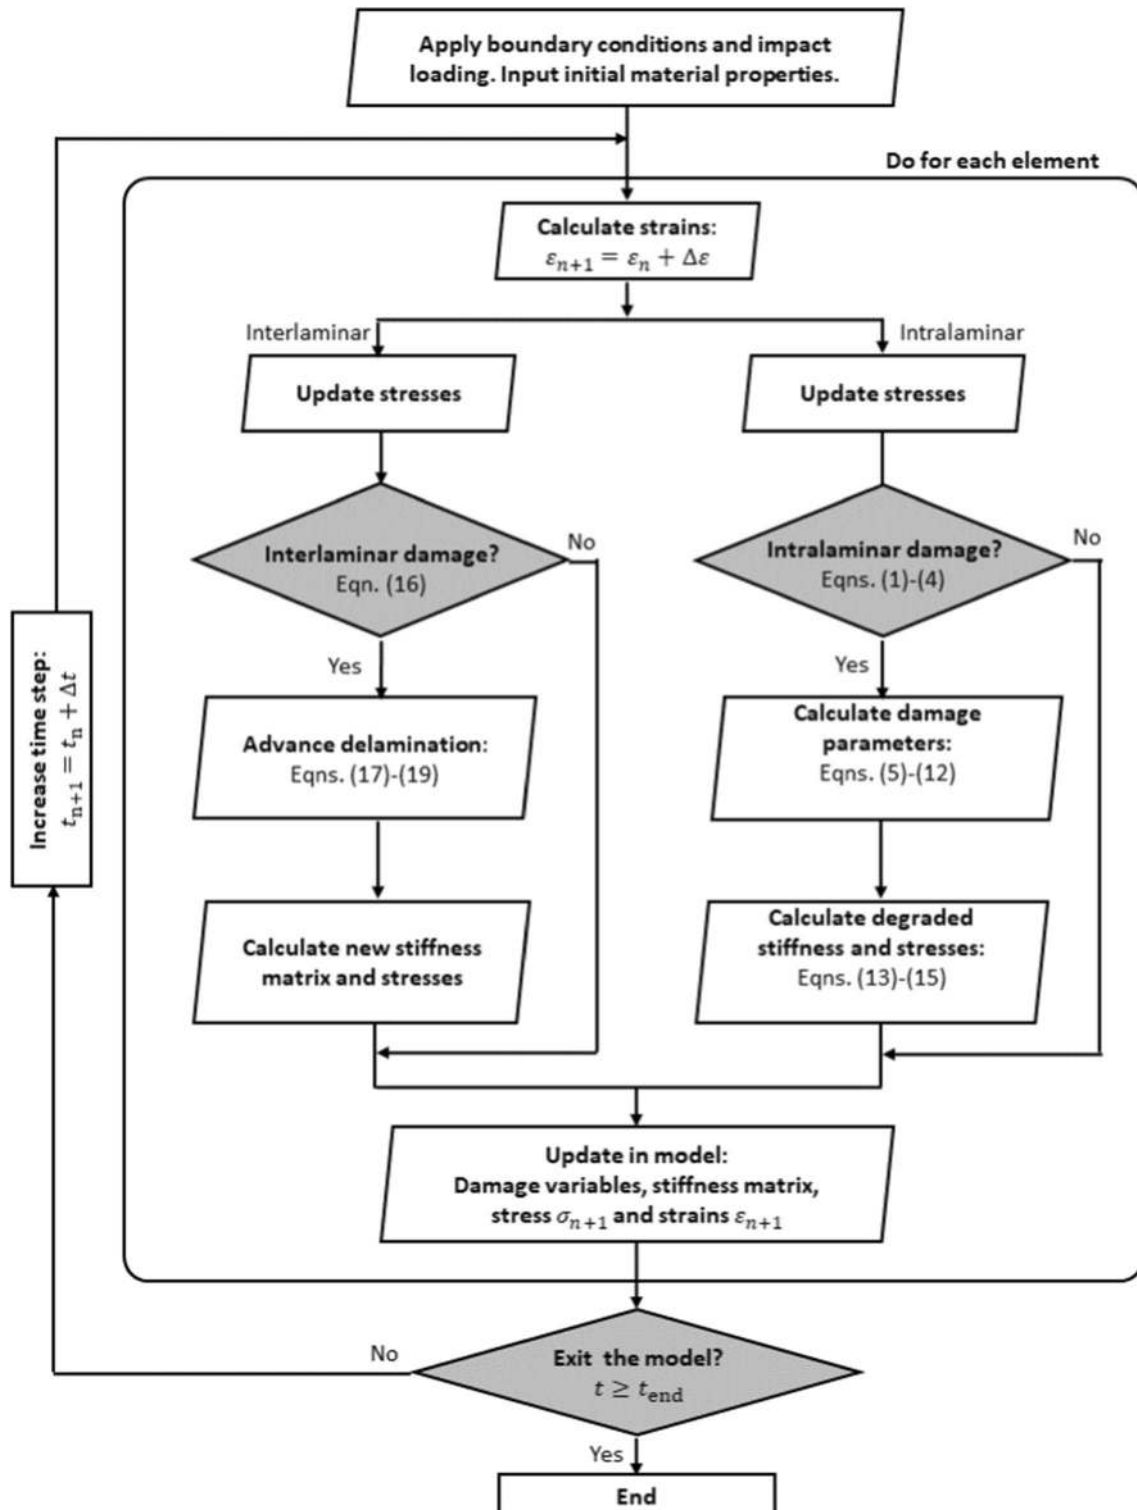 Apply boundary conditions and impact
loading. Input initial material properties.
Do for each element
Calculate strains:
εₙ₊₁ = εₙ + Δε
Interlaminar
Intralaminar
Update stresses
Update stresses
Interlaminar damage?
Eqn. (16)
No
Intralaminar damage?
Eqns. (1)-(4)
No
Yes
Yes
Increase time step:
tₙ₊₁ = tₙ + Δt
Advance delamination:
Eqns. (17)-(19)
Calculate damage
parameters:
Eqns. (5)-(12)
Calculate new stiffness
matrix and stresses
Calculate degraded
stiffness and stresses:
Eqns. (13)-(15)
Update in model:
Damage variables, stiffness matrix,
stress σₙ₊₁ and strains εₙ₊₁
No
Exit the model?
t ≥ t_end
Yes
End